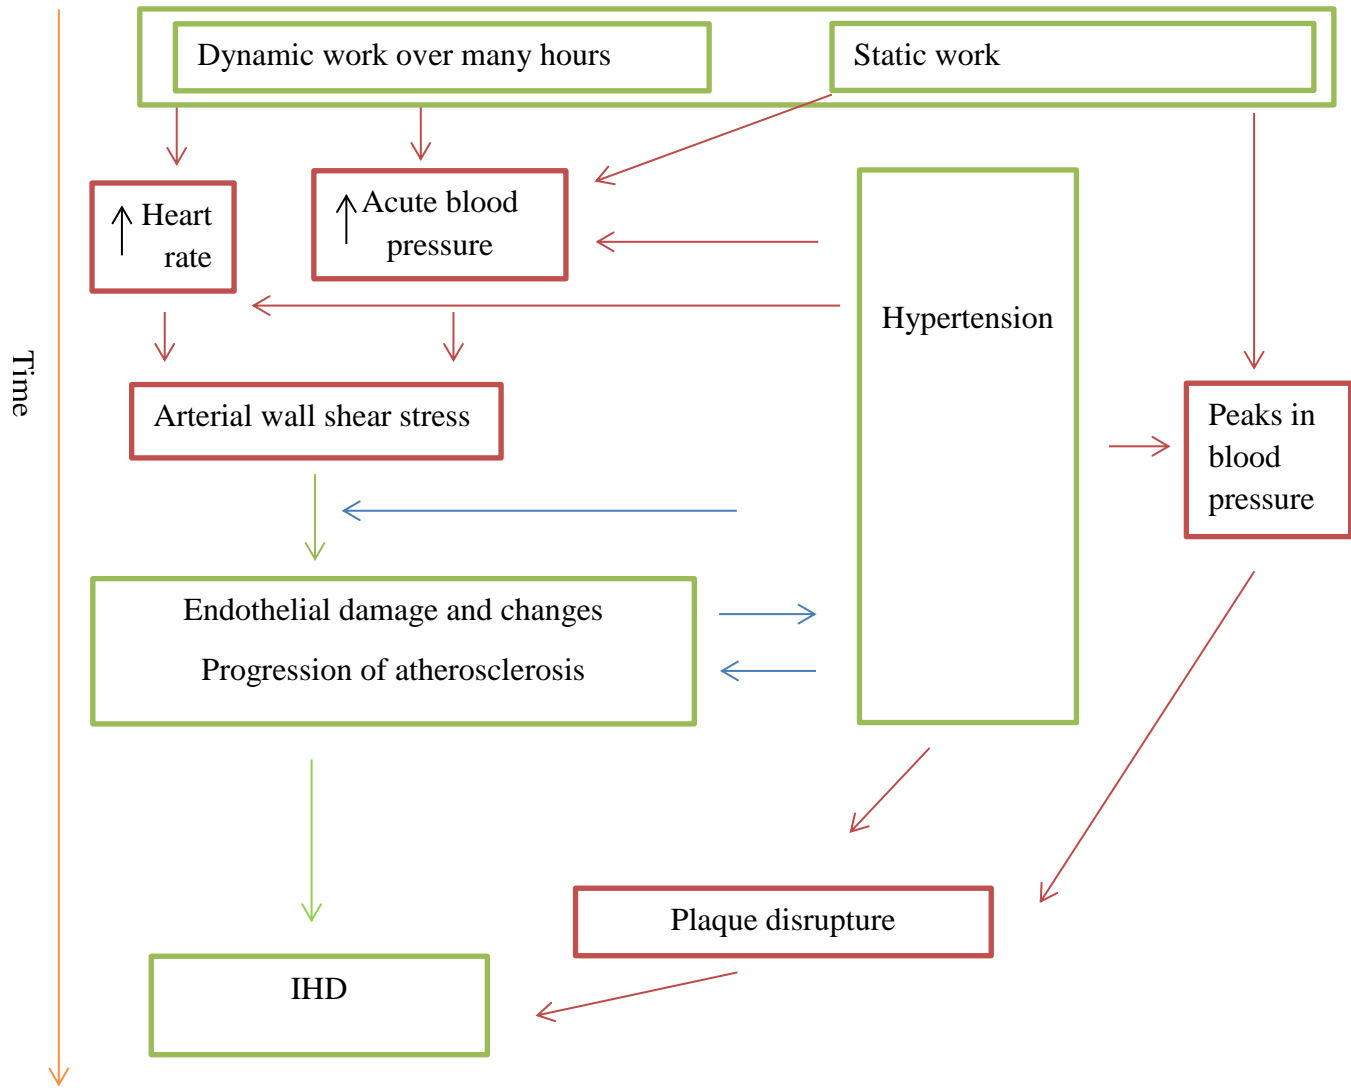 Dynamic work over many hours
Static work
Heart
rate
Acute blood
pressure
Hypertension
Time
Arterial wall shear stress
Peaks in
blood
pressure
Endothelial damage and changes
Progression of atherosclerosis
Plaque disrupture
IHD